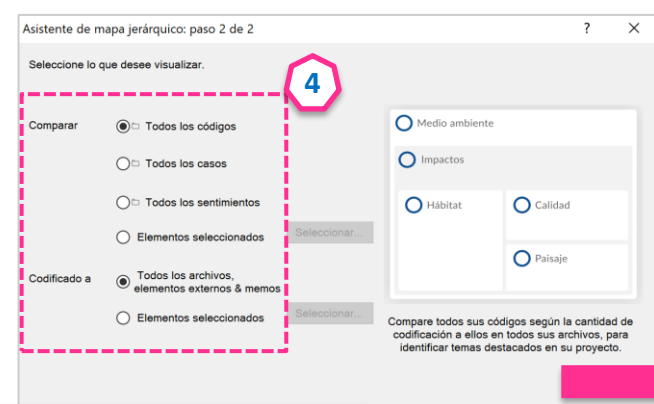 Asistente de mapa jerárquico: paso 2 de 2 ? ×
Seleccione lo que desee visualizar.
4
Comparar
Todos los códigos
Todos los casos
Todos los sentimientos
Elementos seleccionados
Seleccionar...
Codificado a
Todos los archivos,
elementos externos & memos
Elementos seleccionados
Seleccionar...
Medio ambiente
Impactos
Hábitat
Calidad
Paisaje
Compare todos sus códigos según la cantidad de
codificación a ellos en todos sus archivos, para
identificar temas destacados en su proyecto.